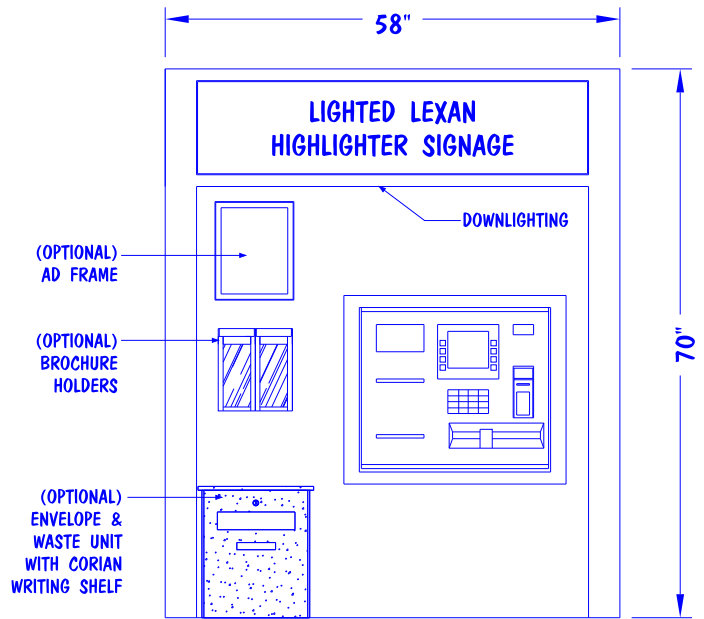 58"
LIGHTED LEXAN
HIGHLIGHTER SIGNAGE
DOWNLIGHTING
(OPTIONAL)
AD FRAME
70"
(OPTIONAL)
BROCHURE
HOLDERS
(OPTIONAL)
ENVELOPE &
WASTE UNIT
WITH CORIAN
WRITING SHELF